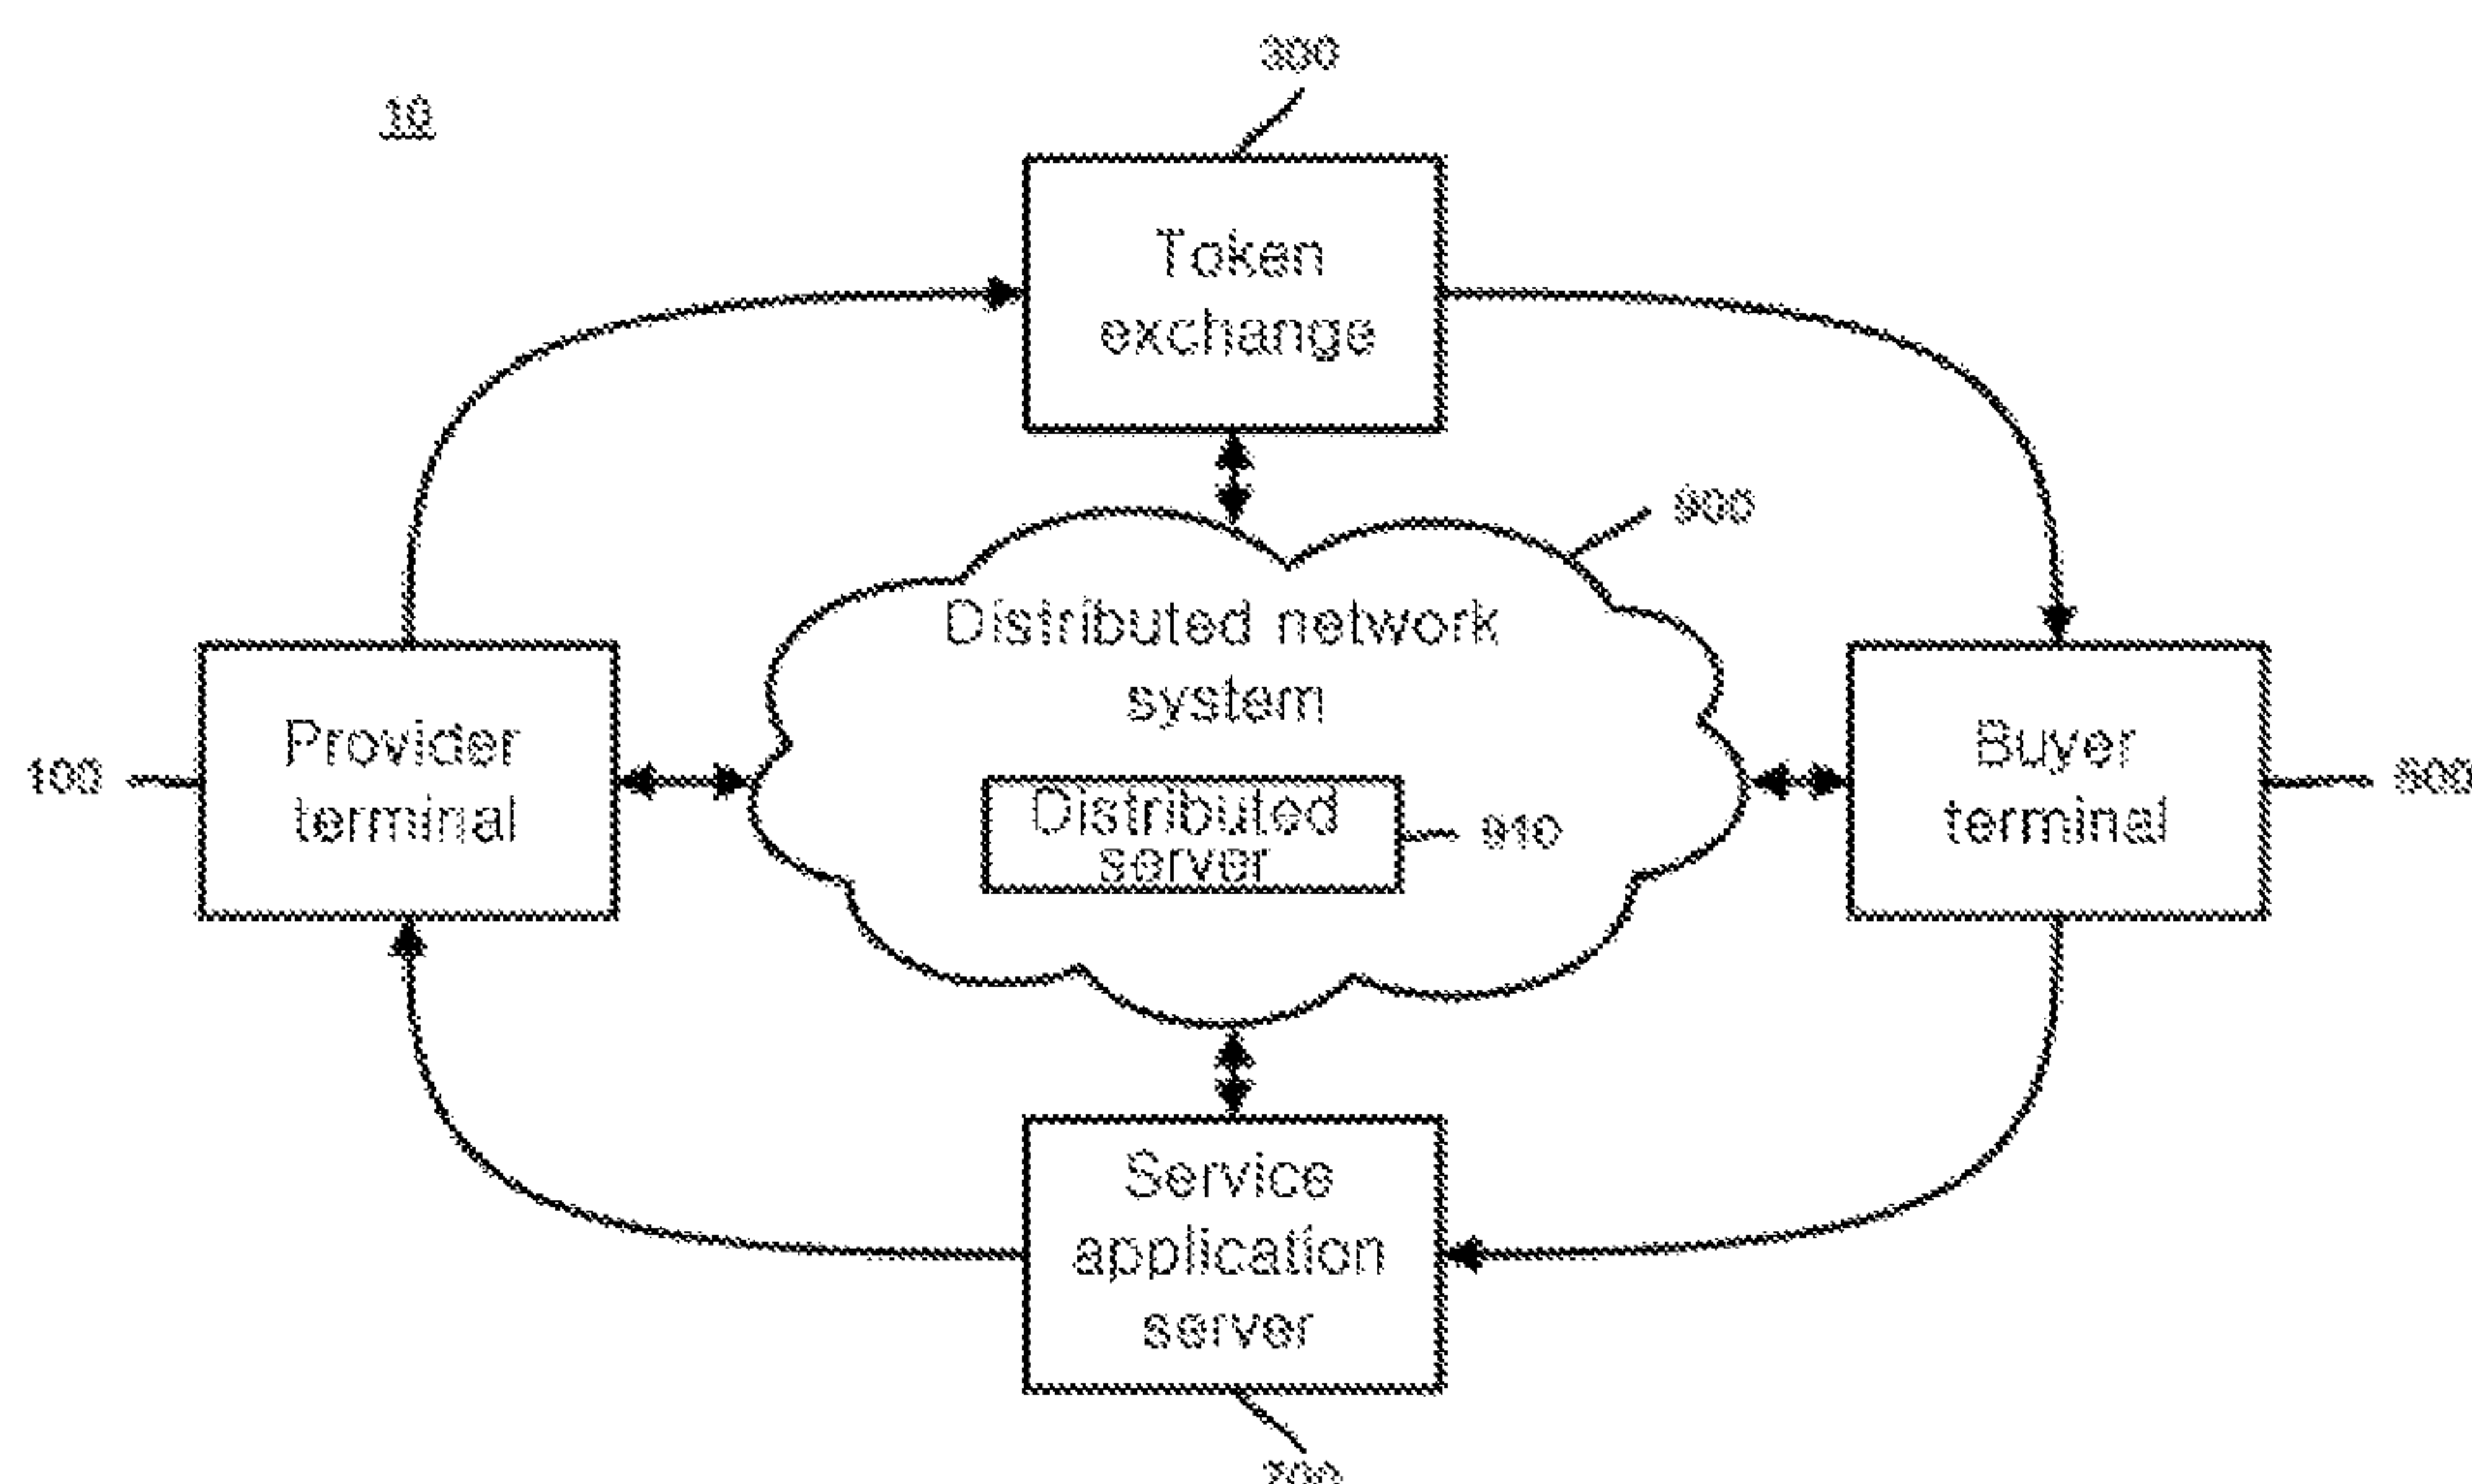 10
300
Token
exchange
900
Distributed network
system
Provider
terminal
100
Buyer
terminal
Distributed
server
910
Service
application
server